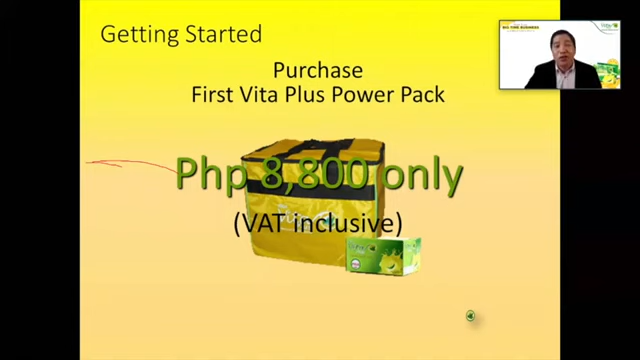 Getting Started
Purchase
First Vita Plus Power Pack
Php 8,800 only
(VAT inclusive)